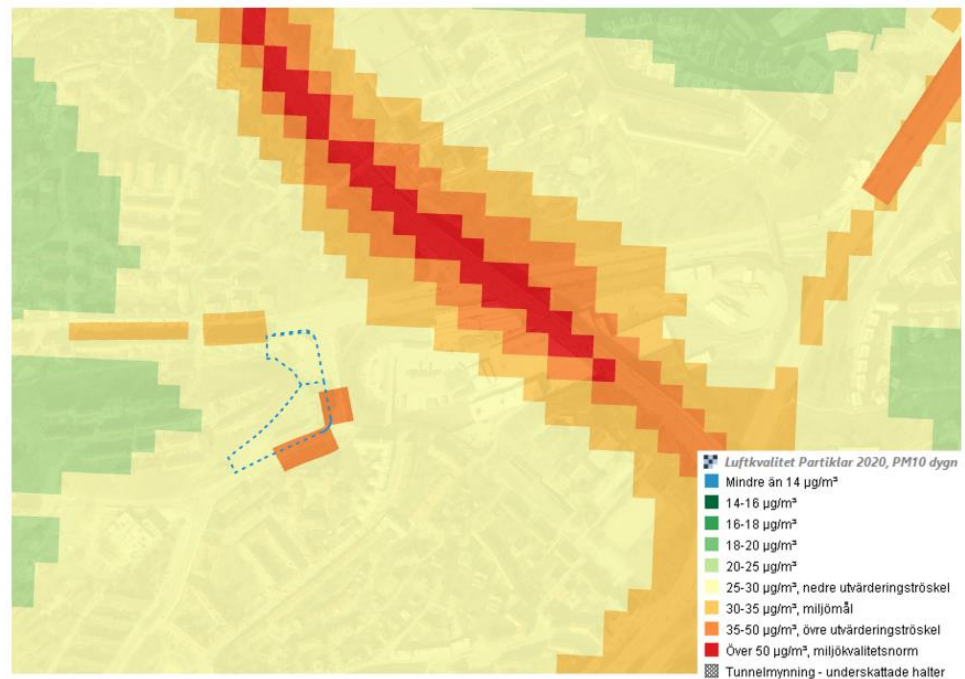 Luftkvalitet Partiklar 2020, PM10 dygn
Mindre än 14 µg/m³
14-16 µg/m³
16-18 µg/m³
18-20 µg/m³
20-25 µg/m³
25-30 µg/m³, nedre utvärderingströskel
30-35 µg/m³, miljömål
35-50 µg/m³, övre utvärderingströskel
Över 50 µg/m³, miljökvalitetsnorm
Tunnelmynning - underskattade halter